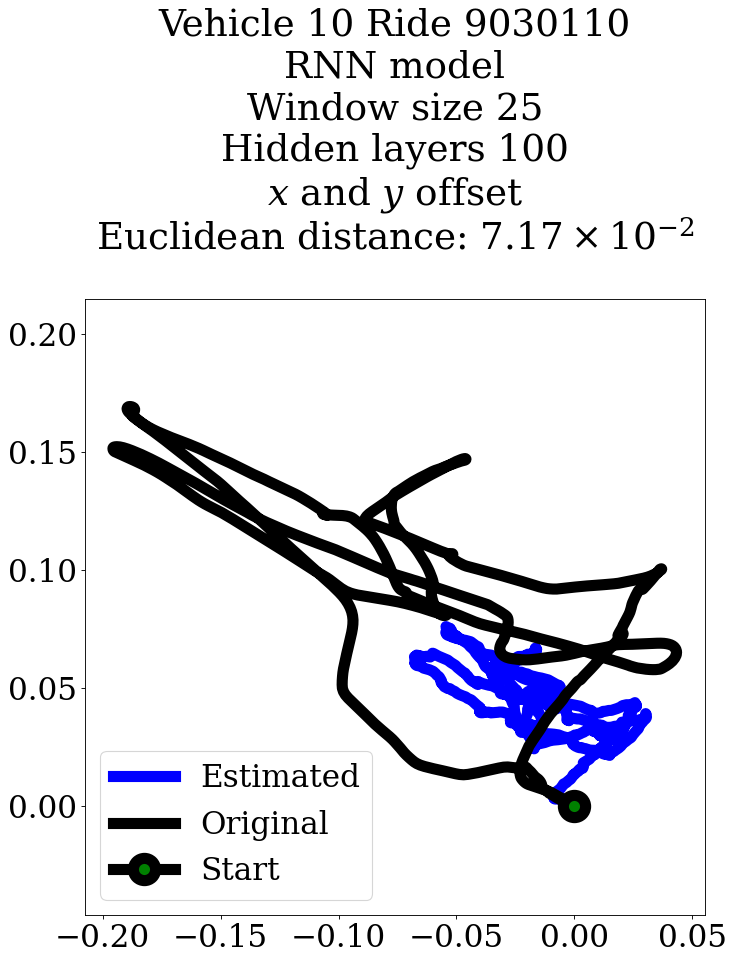 Vehicle 10 Ride 9030110
RNN model
Window size 25
Hidden layers 100
x and y offset
Euclidean distance: 7.17 × 10⁻²
0.20
0.15
0.10
0.05
0.00
Estimated
Original
Start
−0.20 −0.15 −0.10 −0.05 0.00 0.05